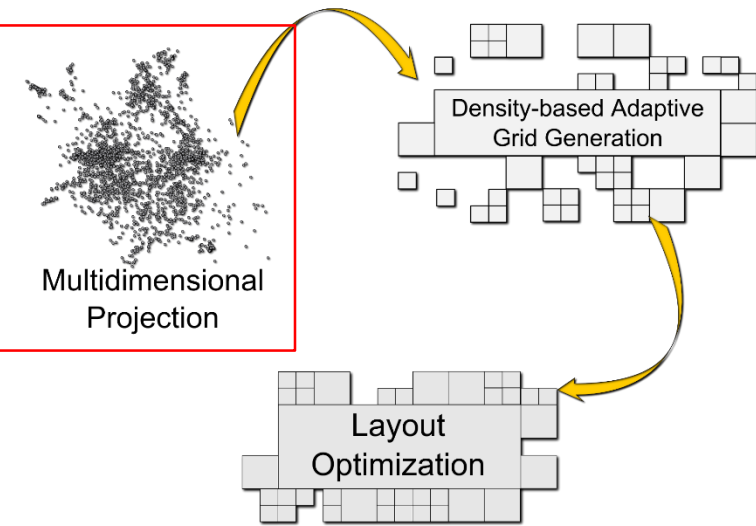 Multidimensional
Projection
Density-based Adaptive
Grid Generation
Layout
Optimization